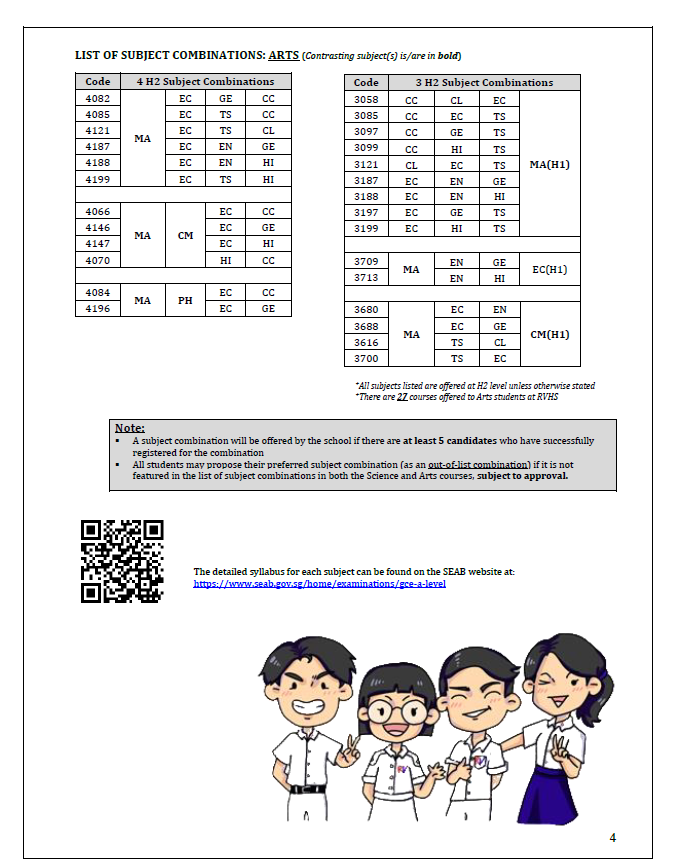 LIST OF SUBJECT COMBINATIONS: ARTS (Contrasting subject(s) is/are in bold)
Code 4 H2 Subject Combinations
4082 MA EC GE CC
4085 EC TS CC
4121 EC TS CL
4187 EC EN GE
4188 EC EN HI
4199 EC TS HI
4066 MA CM EC CC
4146 EC GE
4147 EC HI
4070 HI CC
4084 MA PH EC CC
4196 EC GE
Code 3 H2 Subject Combinations
3058 CC CL EC MA(H1)
3085 CC EC TS
3097 CC GE TS
3099 CC HI TS
3121 CL EC TS
3187 EC EN GE
3188 EC EN HI
3197 EC GE TS
3199 EC HI TS
3709 MA EN GE EC(H1)
3713 EN HI
3680 MA EC EN CM(H1)
3688 EC GE
3616 TS CL
3700 TS EC
*All subjects listed are offered at H2 level unless otherwise stated
*There are 27 courses offered to Arts students at RVHS
Note:
▪ A subject combination will be offered by the school if there are at least 5 candidates who have successfully
registered for the combination
▪ All students may propose their preferred subject combination (as an out-of-list combination) if it is not
featured in the list of subject combinations in both the Science and Arts courses, subject to approval.
The detailed syllabus for each subject can be found on the SEAB website at:
https://www.seab.gov.sg/home/examinations/gce-a-level
4